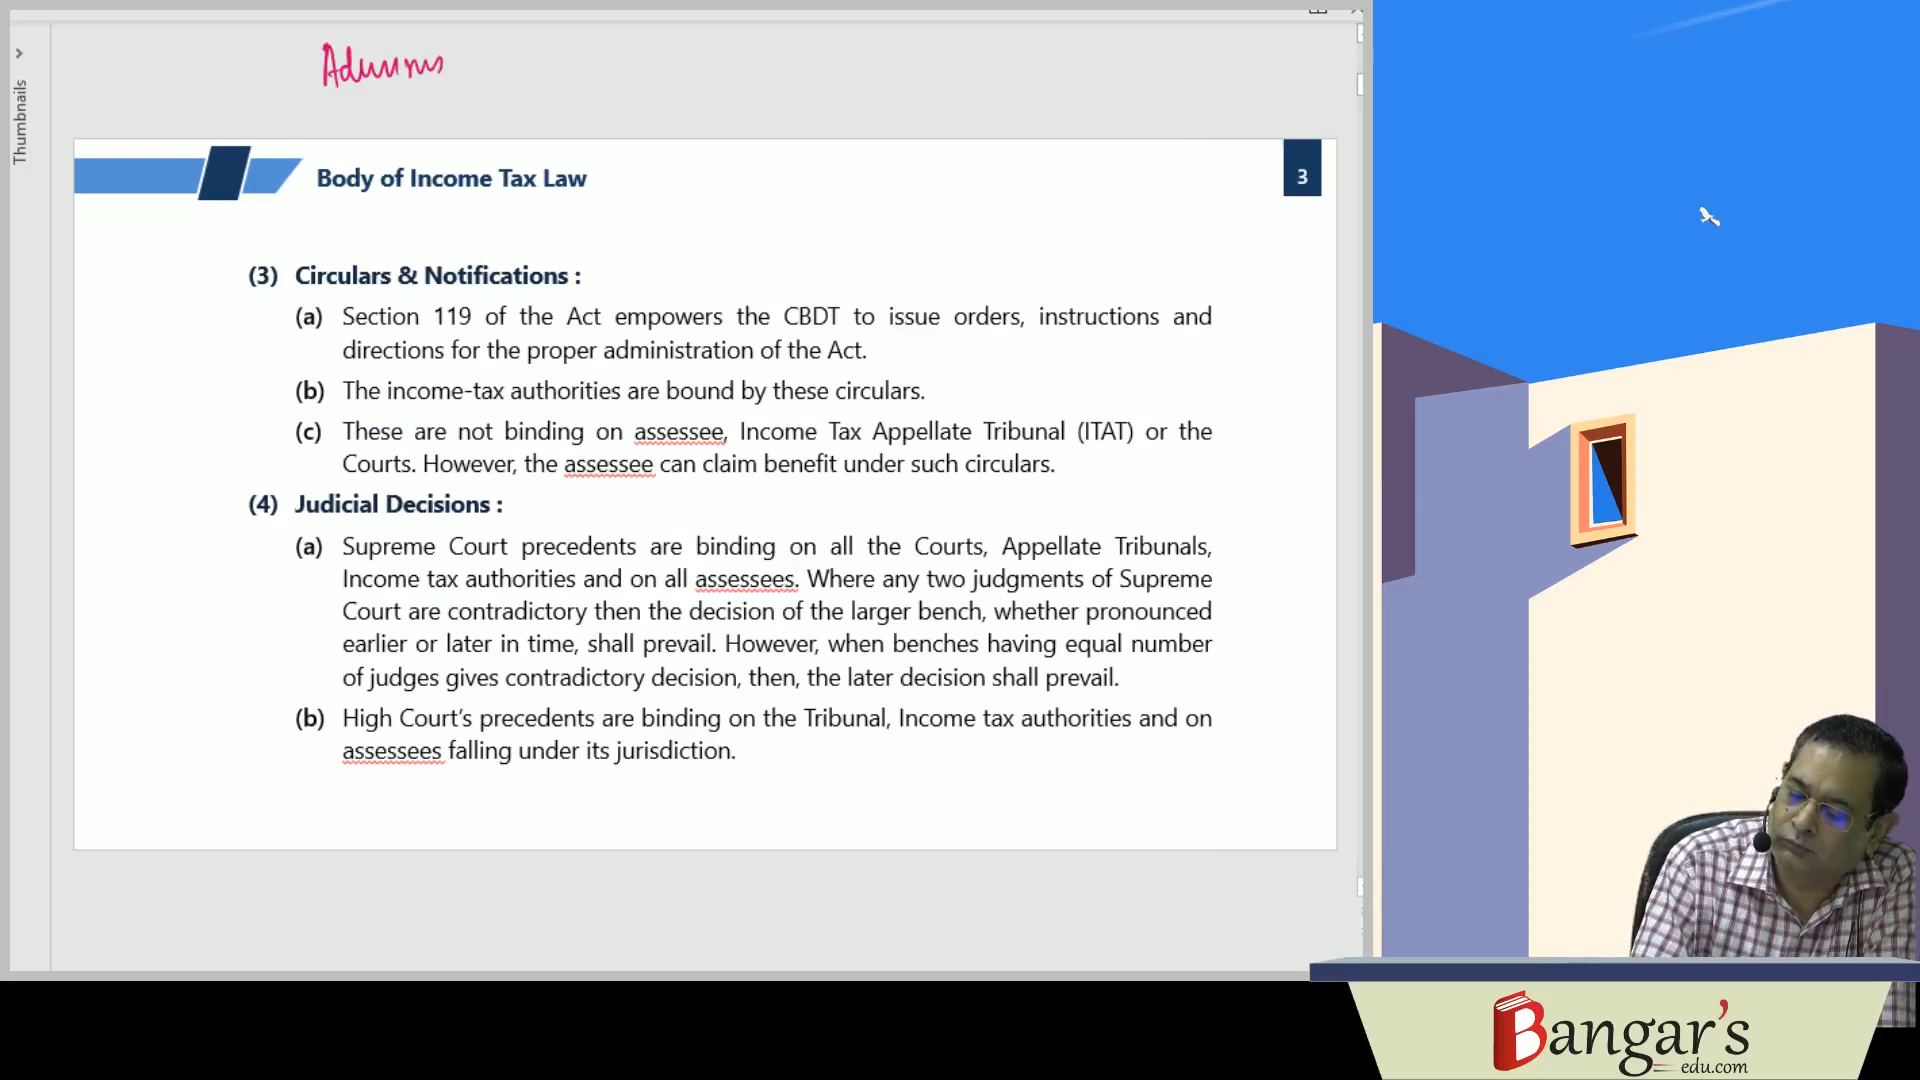 Thumbnails
Body of Income Tax Law
3
(3) Circulars & Notifications :
(a) Section 119 of the Act empowers the CBDT to issue orders, instructions and
directions for the proper administration of the Act.
(b) The income-tax authorities are bound by these circulars.
(c) These are not binding on assessee, Income Tax Appellate Tribunal (ITAT) or the
Courts. However, the assessee can claim benefit under such circulars.
(4) Judicial Decisions :
(a) Supreme Court precedents are binding on all the Courts, Appellate Tribunals,
Income tax authorities and on all assessees. Where any two judgments of Supreme
Court are contradictory then the decision of the larger bench, whether pronounced
earlier or later in time, shall prevail. However, when benches having equal number
of judges gives contradictory decision, then, the later decision shall prevail.
(b) High Court's precedents are binding on the Tribunal, Income tax authorities and on
assessees falling under its jurisdiction.
Bangar's
edu.com